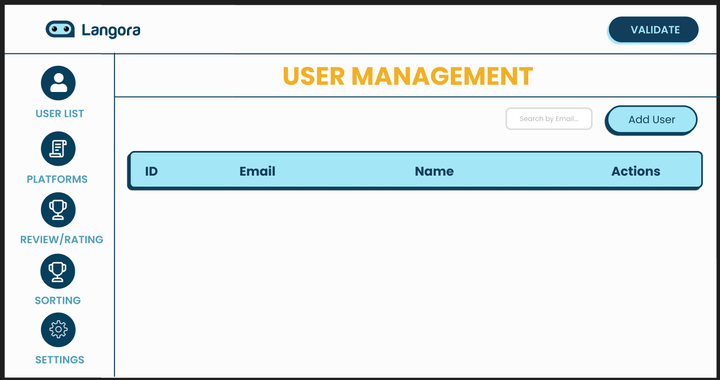 Langora
VALIDATE
USER LIST
PLATFORMS
REVIEW/RATING
SORTING
SETTINGS
USER MANAGEMENT
Search by Email...
Add User
ID Email Name Actions